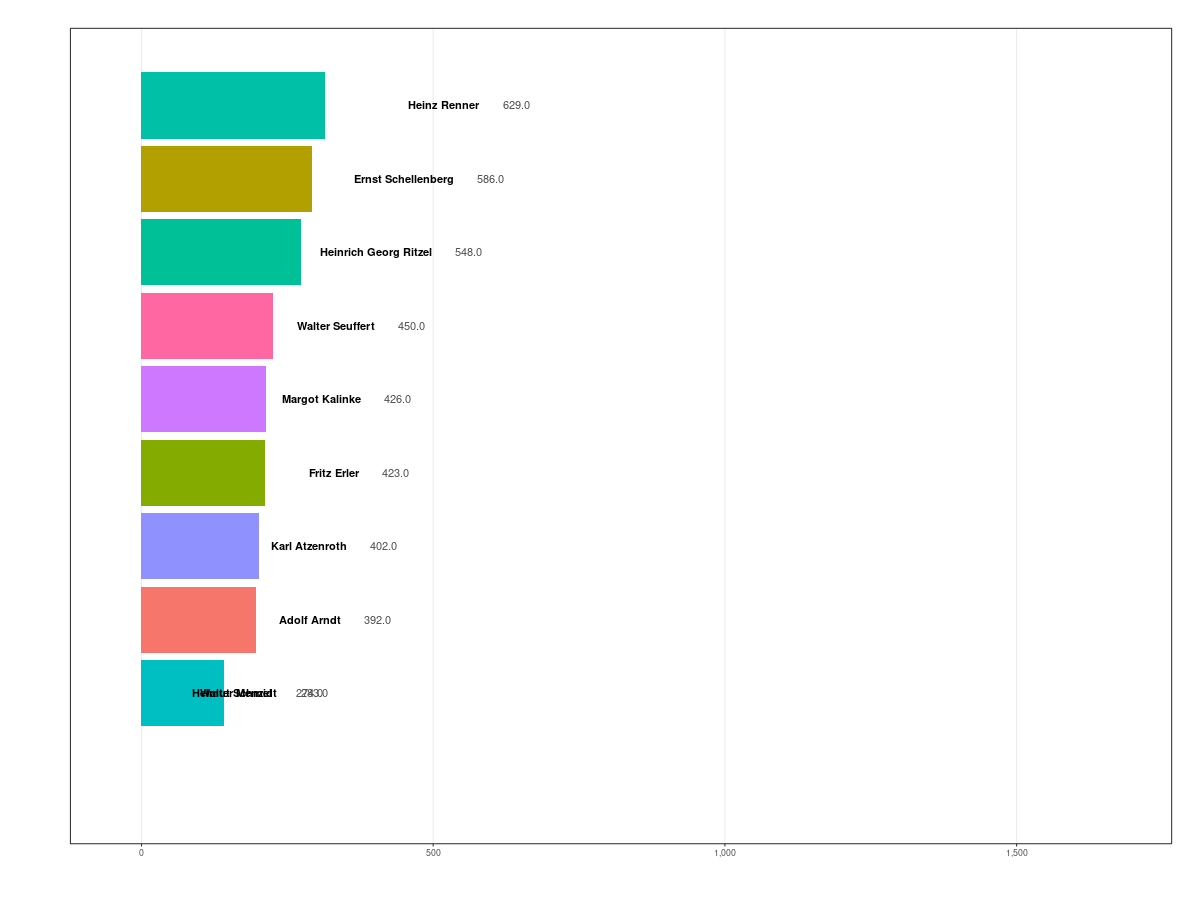 Heinz Renner 629.0
Ernst Schellenberg 586.0
Heinrich Georg Ritzel 548.0
Walter Seuffert 450.0
Margot Kalinke 426.0
Fritz Erler 423.0
Karl Atzenroth 402.0
Adolf Arndt 392.0
0 500 1,000 1,500